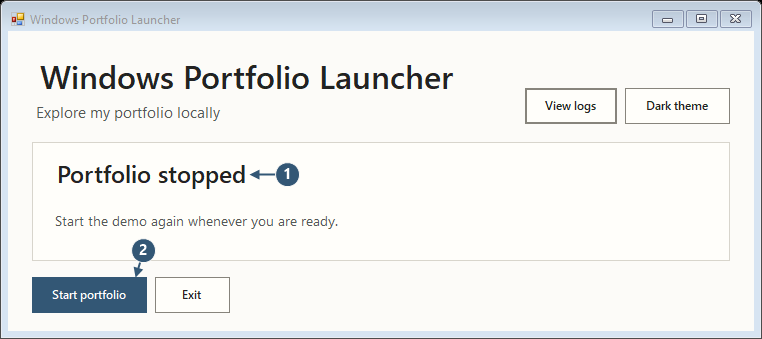 Windows Portfolio Launcher
Windows Portfolio Launcher
Explore my portfolio locally
View logs
Dark theme
Portfolio stopped
1
Start the demo again whenever you are ready.
2
Start portfolio
Exit